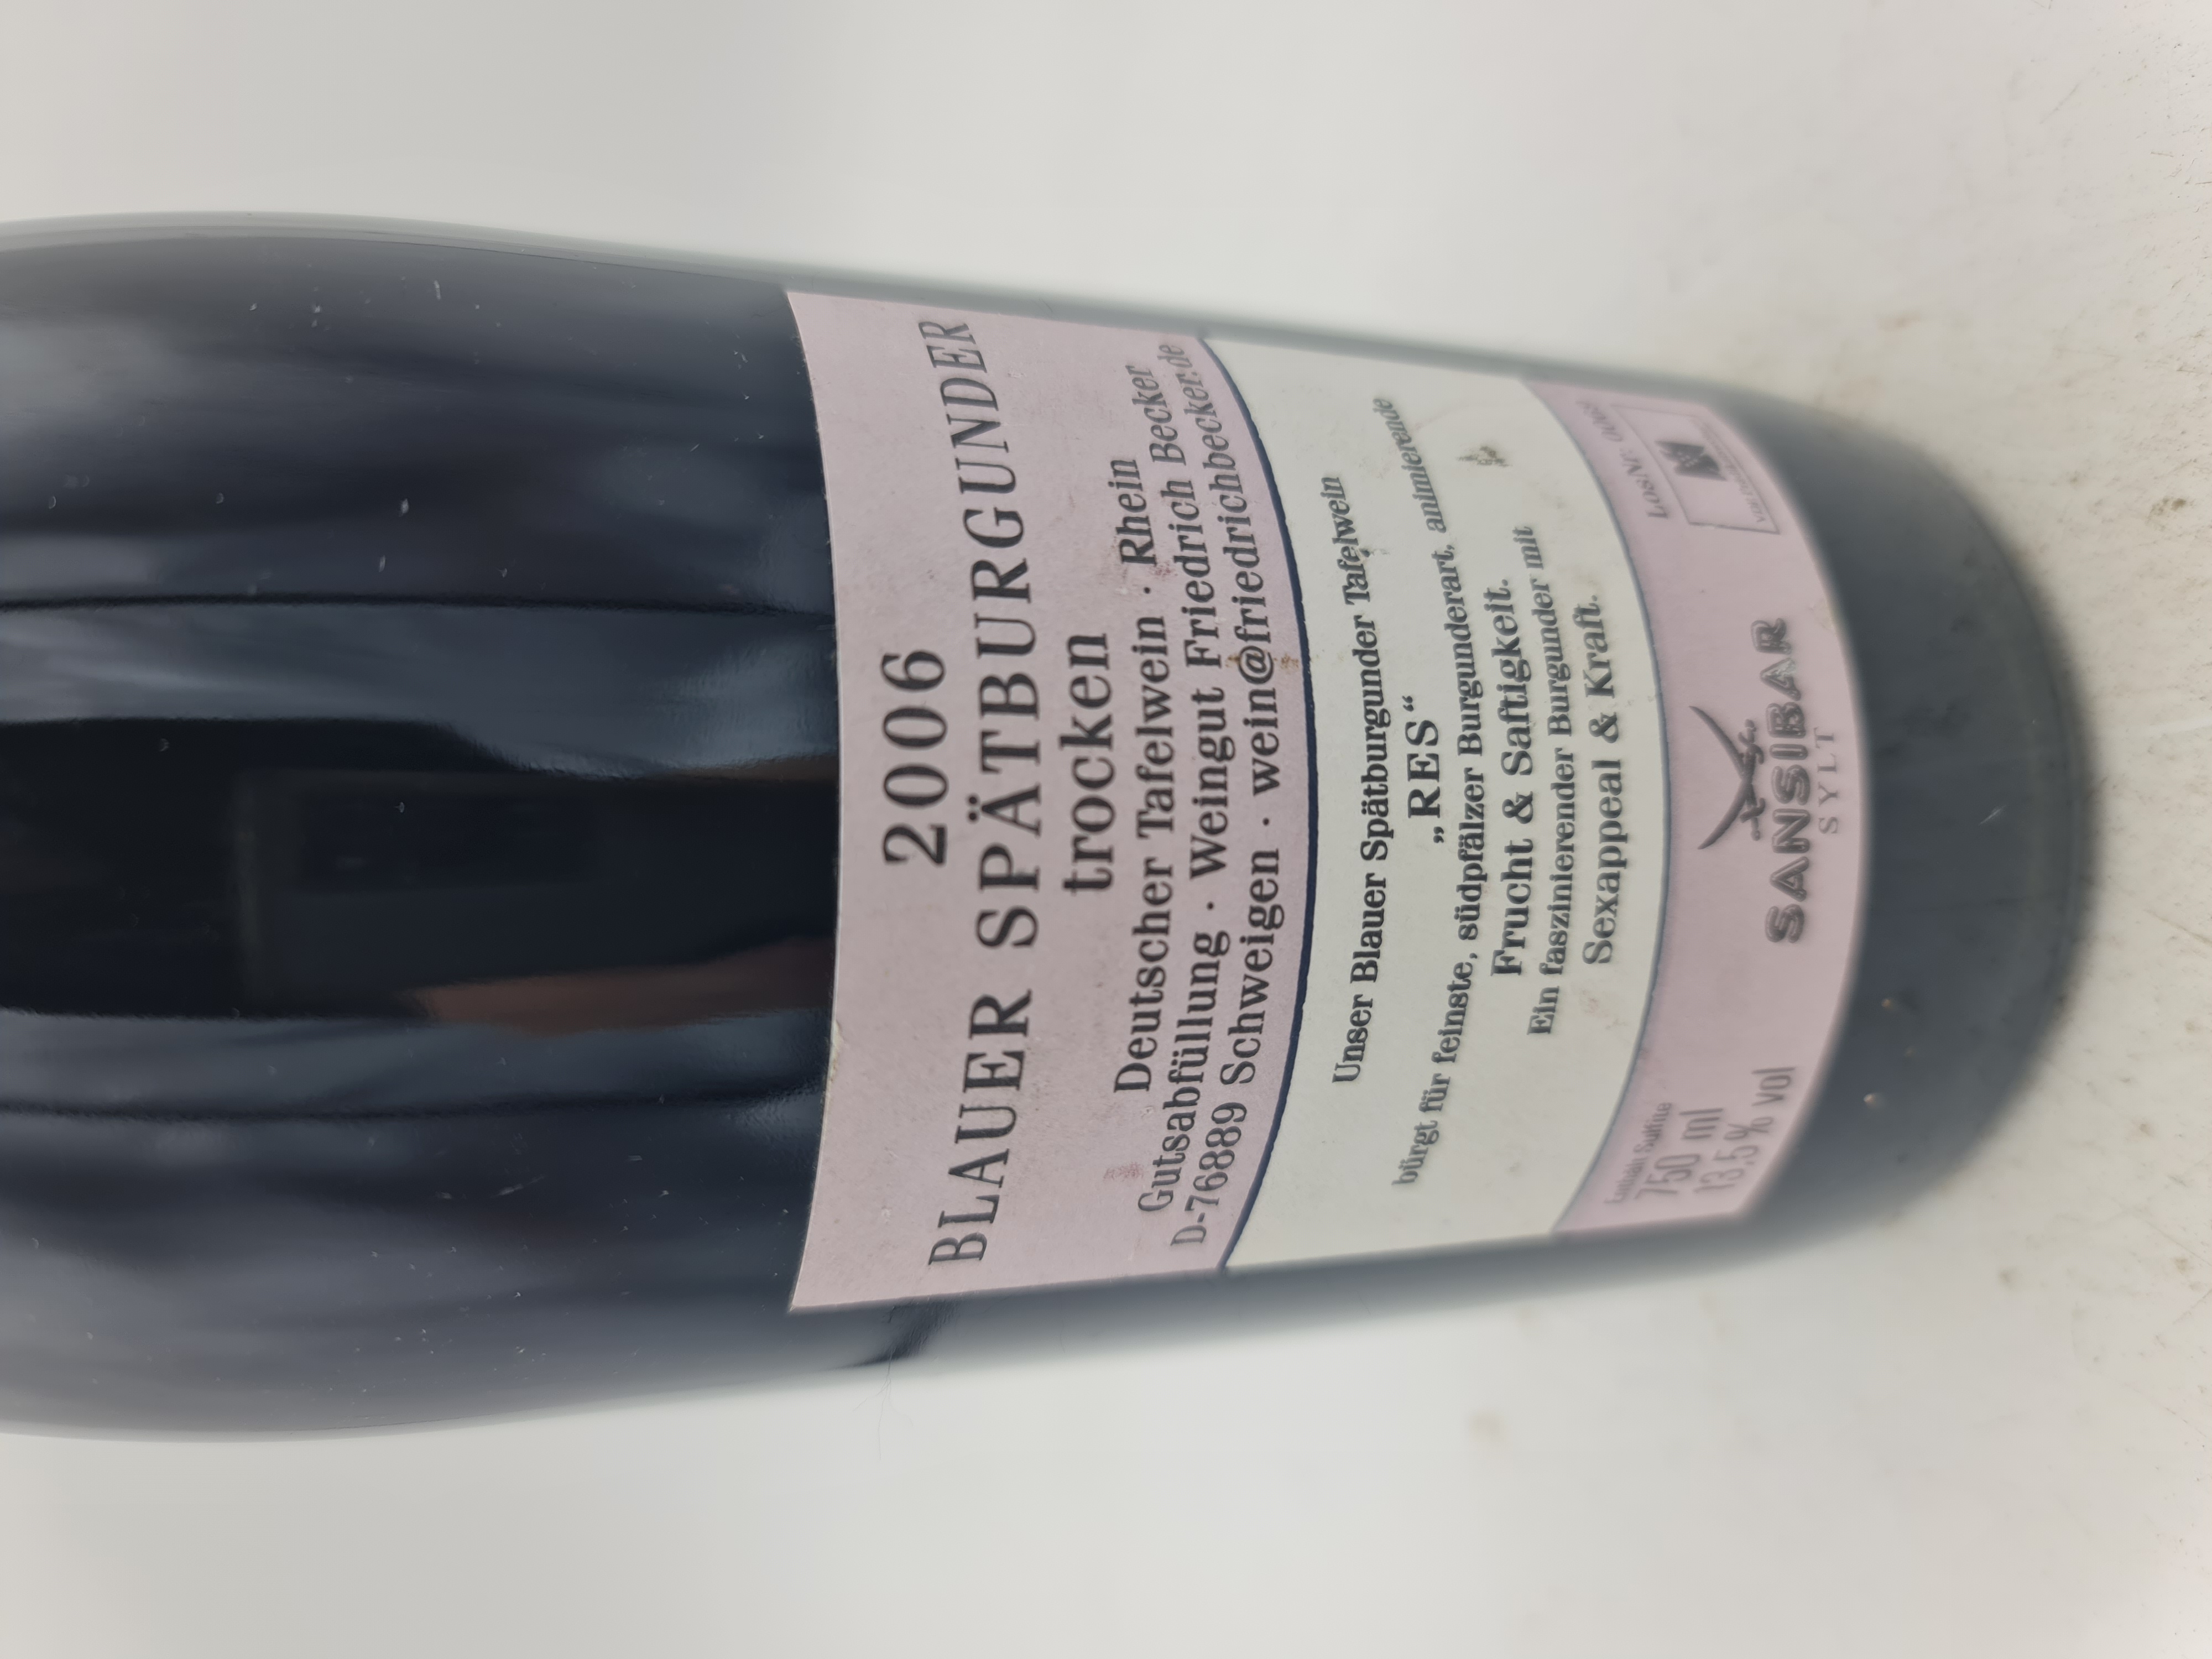 2006
BLAUER SPÄTBURGUNDER
trocken
Deutscher Tafelwein · Rhein
Gutsabfüllung · Weingut Friedrich Becker
D-76889 Schweigen · wein@friedrichbecker.de
Unser Blauer Spätburgunder Tafelwein
„RES“
bürgt für feinste, südpfälzer Burgunderart, animierende
Frucht & Saftigkeit.
Ein faszinierender Burgunder mit
Sexappeal & Kraft.
Enthält Sulfite
750 ml
13,5% vol
SANSIBAR
SYLT